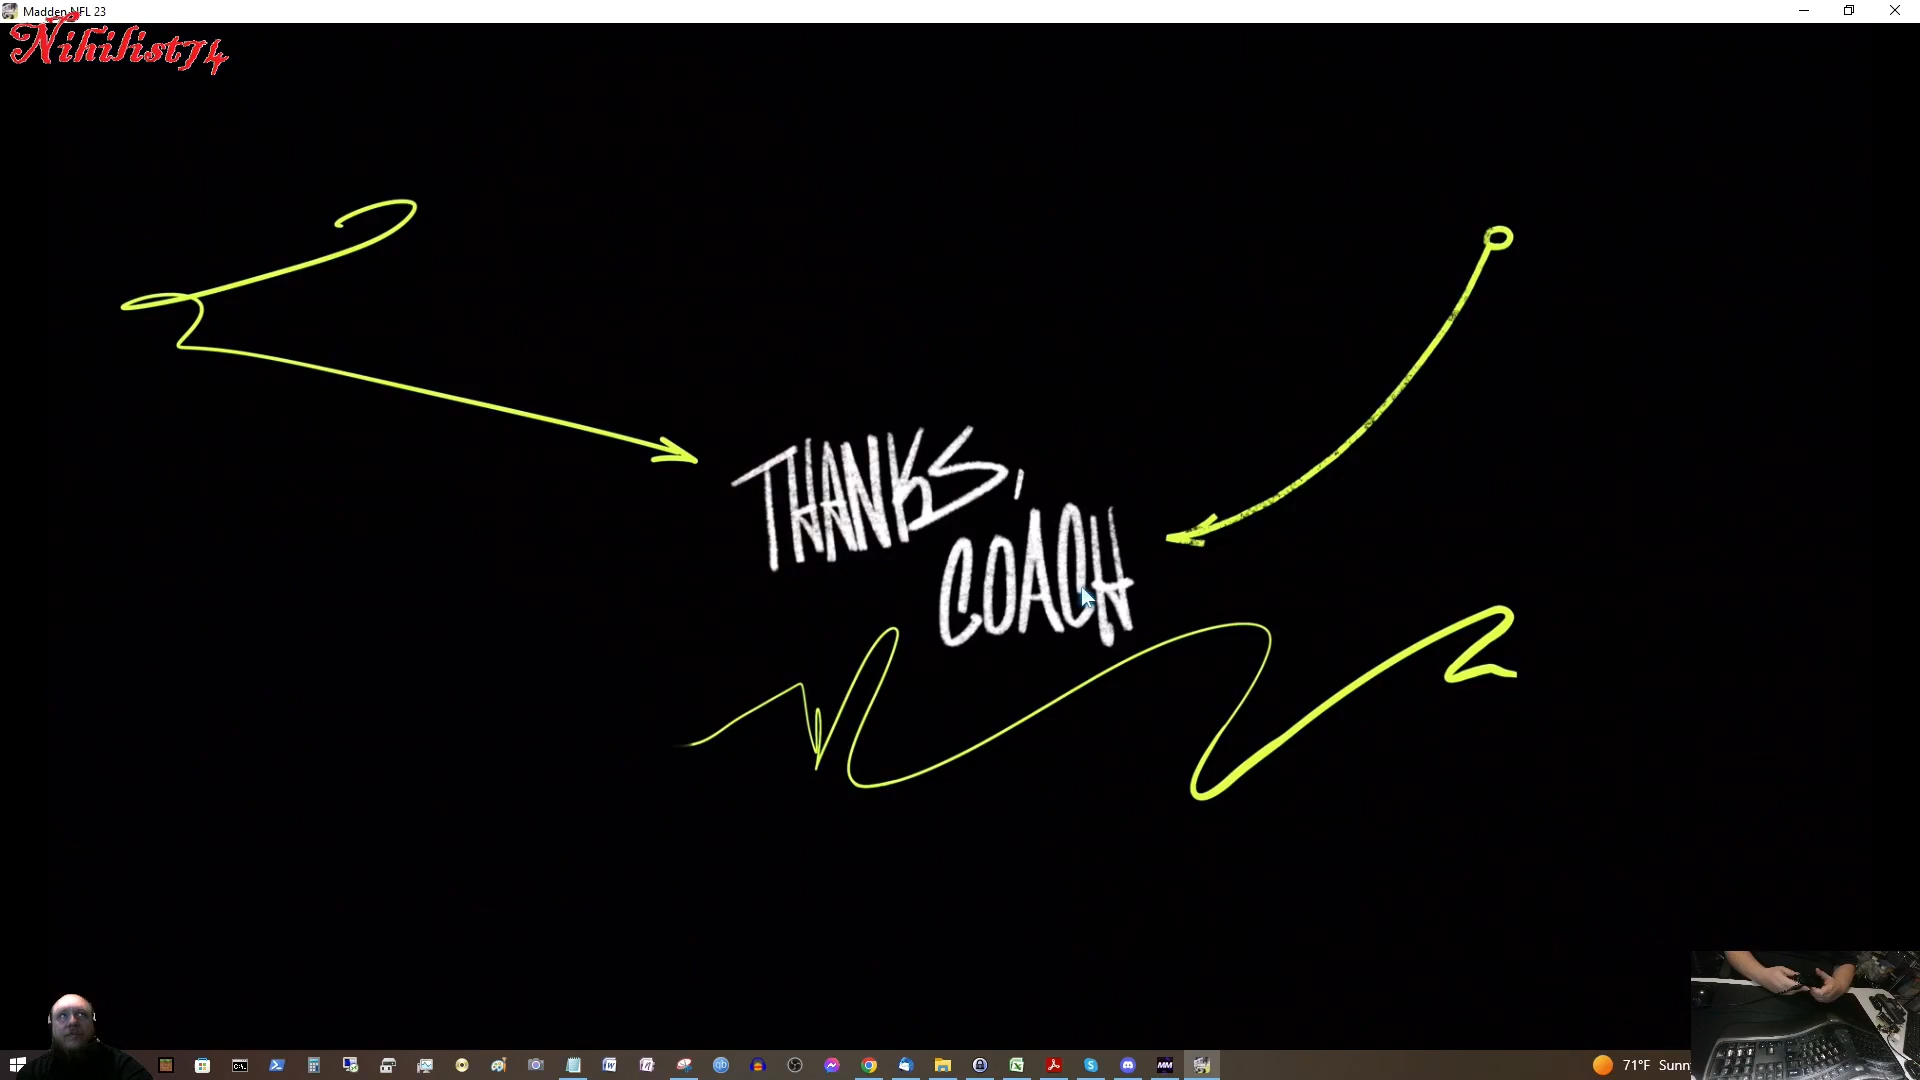 Madden NFL 23
Nihilist74
THANKS,
COACH
71°F Sunn